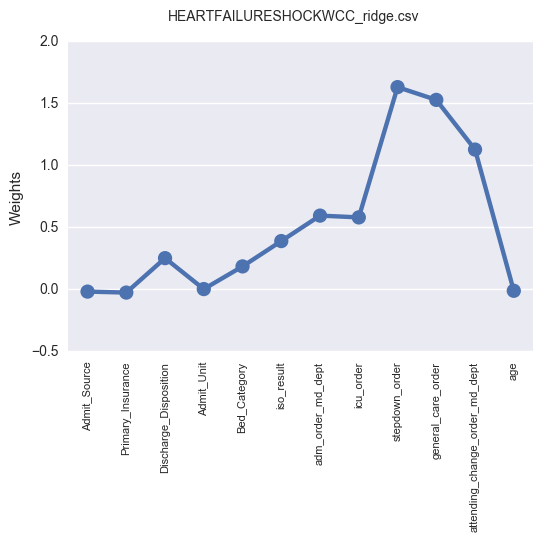 HEARTFAILURESHOCKWCC_ridge.csv
2.0
1.5
1.0
0.5
0.0
−0.5
Weights
Admit_Source
Primary_Insurance
Discharge_Disposition
Admit_Unit
Bed_Category
iso_result
adm_order_md_dept
icu_order
stepdown_order
general_care_order
attending_change_order_md_dept
age